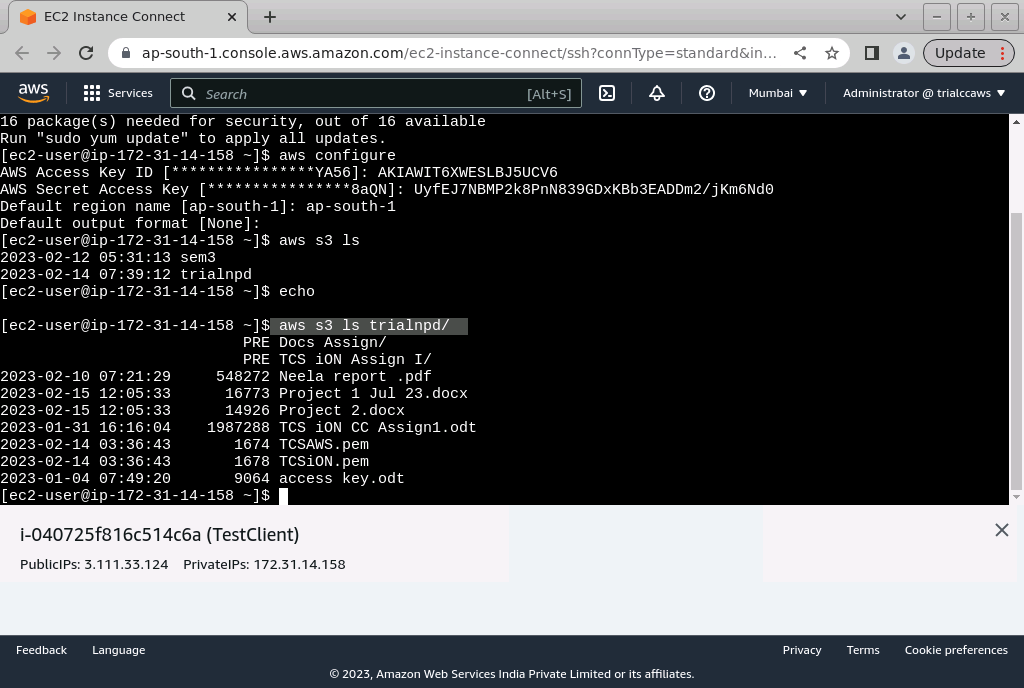 EC2 Instance Connect
ap-south-1.console.aws.amazon.com/ec2-instance-connect/ssh?connType=standard&in...
Update
aws
Services
Search
[Alt+S]
Mumbai
Administrator @ trialccaws
16 package(s) needed for security, out of 16 available
Run "sudo yum update" to apply all updates.
[ec2-user@ip-172-31-14-158 ~]$ aws configure
AWS Access Key ID [****************YA56]: AKIAWIT6XWESLBJ5UCV6
AWS Secret Access Key [****************8aQN]: 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
Default region name [ap-south-1]: ap-south-1
Default output format [None]:
[ec2-user@ip-172-31-14-158 ~]$ aws s3 ls
2023-02-12 05:31:13 sem3
2023-02-14 07:39:12 trialnpd
[ec2-user@ip-172-31-14-158 ~]$ echo
[ec2-user@ip-172-31-14-158 ~]$ aws s3 ls trialnpd/
PRE Docs Assign/
PRE TCS iON Assign I/
2023-02-10 07:21:29     548272 Neela report .pdf
2023-02-15 12:05:33      16773 Project 1 Jul 23.docx
2023-02-15 12:05:33      14926 Project 2.docx
2023-01-31 16:16:04    1987288 TCS iON CC Assign1.odt
2023-02-14 03:36:43       1674 TCSAWS.pem
2023-02-14 03:36:43       1678 TCSiON.pem
2023-01-04 07:49:20       9064 access key.odt
[ec2-user@ip-172-31-14-158 ~]$
i-040725f816c514c6a (TestClient)
PublicIPs: 3.111.33.124    PrivateIPs: 172.31.14.158
Feedback
Language
Privacy
Terms
Cookie preferences
© 2023, Amazon Web Services India Private Limited or its affiliates.